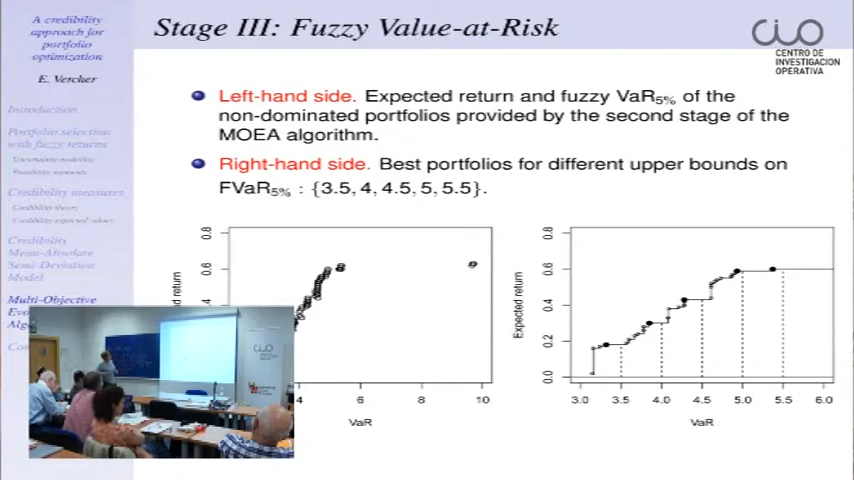 A credibility
approach for
portfolio
optimization
E. Vercher
Introduction
Portfolio selection
with fuzzy returns
Uncertainty modeling
Possibility moments
Credibility measures
Credibility theory
Credibility expected values
Credibility
Mean-Absolute
Semi-Deviation
Model
Multi-Objective
Stage III: Fuzzy Value-at-Risk
CIO
CENTRO DE
INVESTIGACION
OPERATIVA
Left-hand side. Expected return and fuzzy VaR5% of the
non-dominated portfolios provided by the second stage of the
MOEA algorithm.
Right-hand side. Best portfolios for different upper bounds on
FVaR5% : {3.5, 4, 4.5, 5, 5.5}.
0.8
0.6
0.4
4 6 8 10
VaR
Expected return
0.8
0.6
0.4
0.2
0.0
3.0 3.5 4.0 4.5 5.0 5.5 6.0
VaR